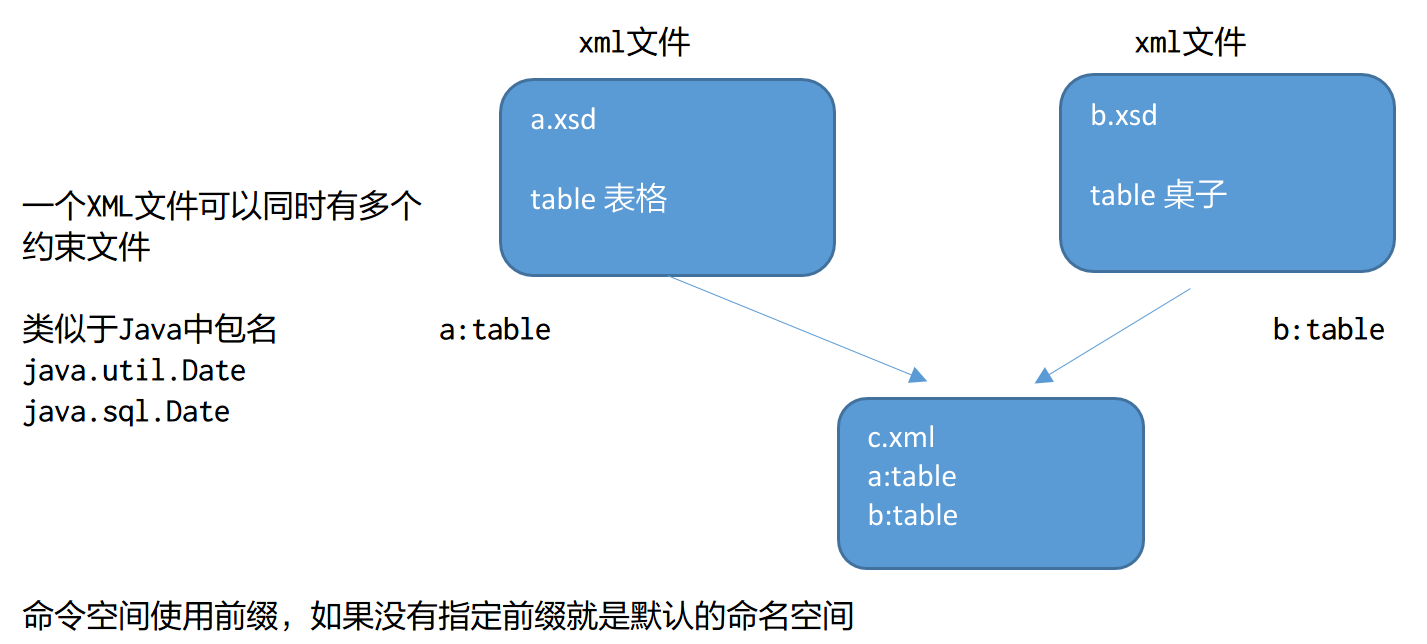 xml文件
xml文件
a.xsd
table 表格
b.xsd
table 桌子
一个XML文件可以同时有多个
约束文件
类似于Java中包名
java.util.Date
java.sql.Date
a:table
b:table
c.xml
a:table
b:table
命令空间使用前缀，如果没有指定前缀就是默认的命名空间